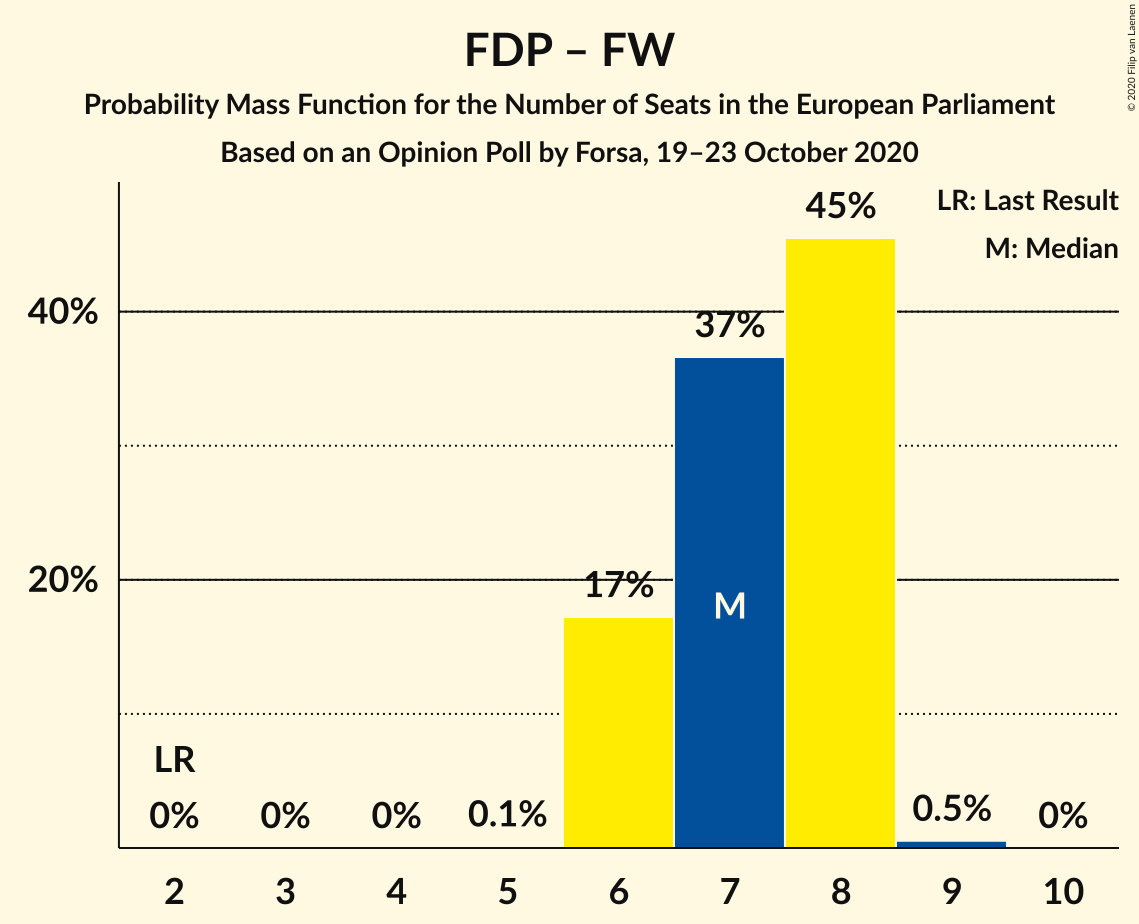 FDP – FW
Probability Mass Function for the Number of Seats in the European Parliament
Based on an Opinion Poll by Forsa, 19–23 October 2020
© 2020 Filip van Laenen
LR: Last Result
M: Median
45%
40%
37%
20%
17%
M
LR
0% 0% 0% 0.1% 0.5% 0%
2 3 4 5 6 7 8 9 10